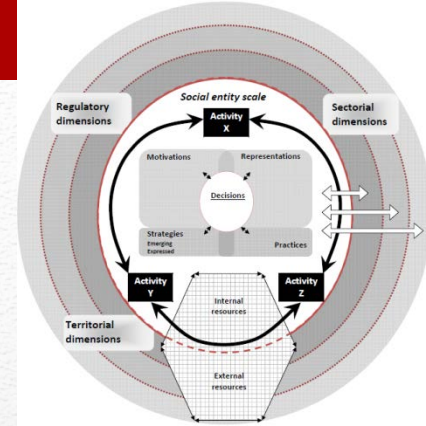 Social entity scale
Regulatory
dimensions
Sectorial
dimensions
Activity
X
Motivations
Representations
Decisions
Strategies
Emerging
Expressed
Practices
Activity
Y
Activity
Z
Internal
resources
Territorial
dimensions
External
resources